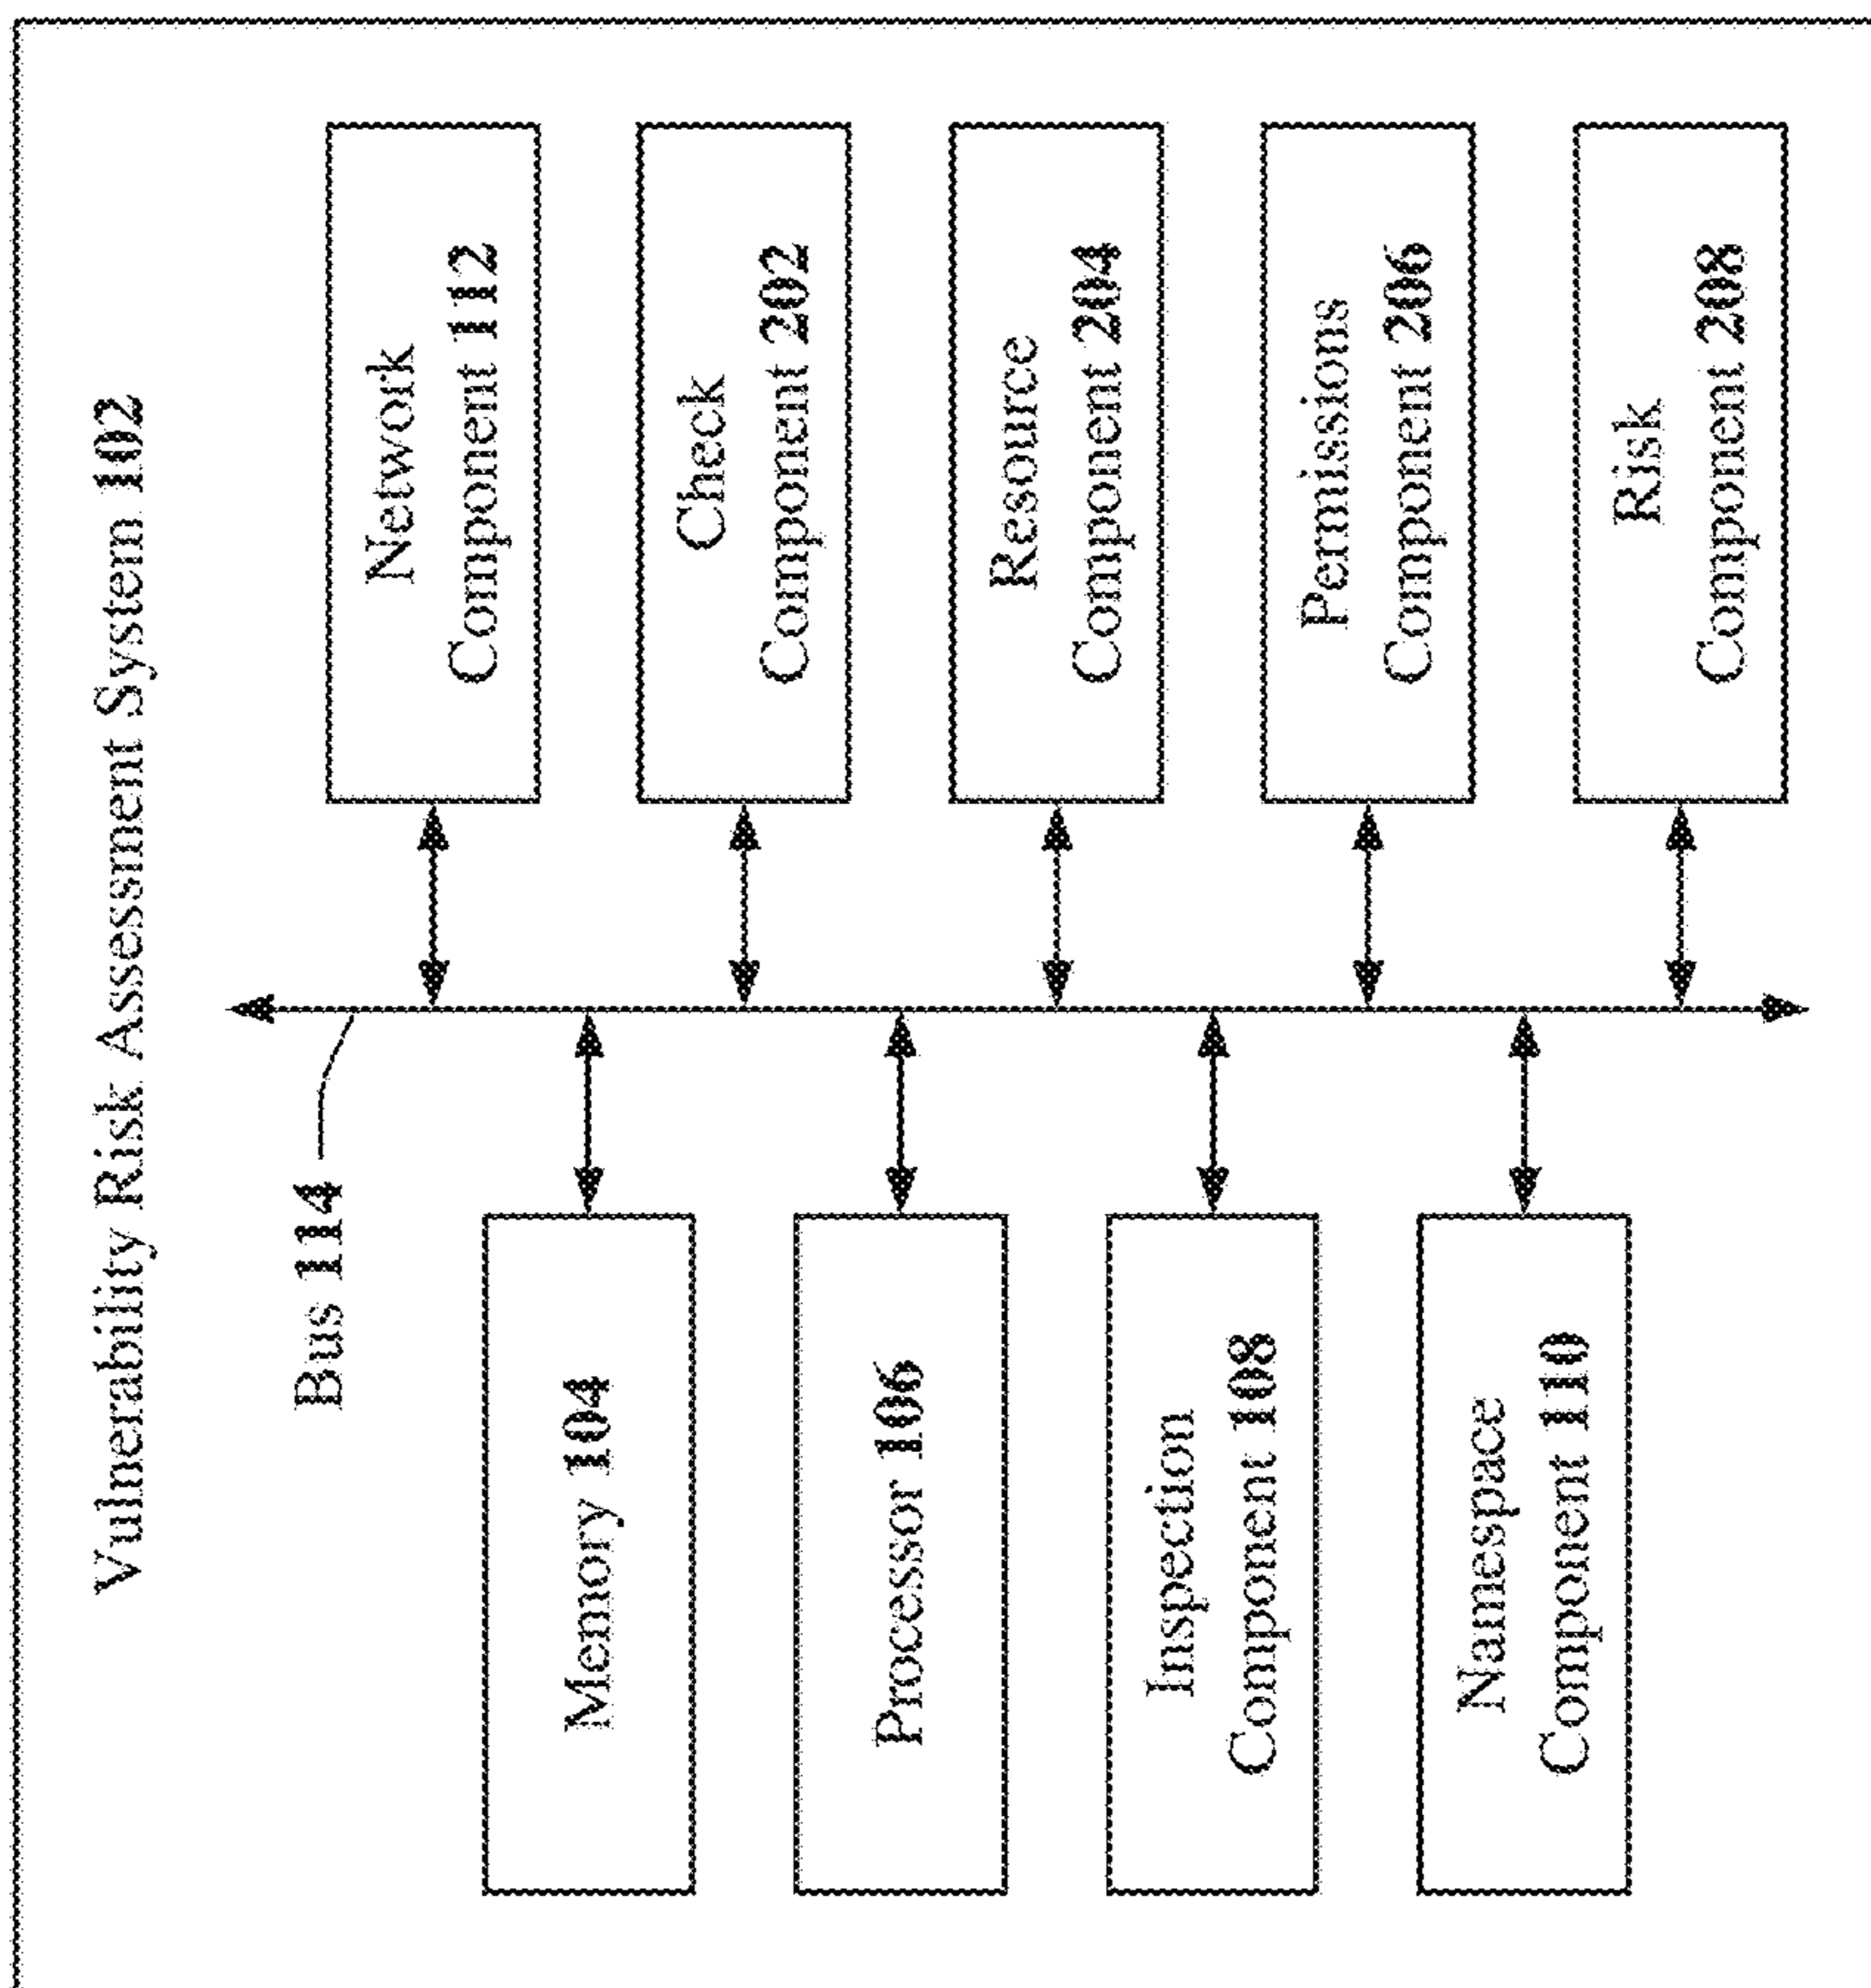 Vulnerability Risk Assessment System 102
Bus 114
Memory 104
Processor 106
Inspection
Component 108
Namespace
Component 110
Network
Component 112
Check
Component 202
Resource
Component 204
Permissions
Component 206
Risk
Component 208